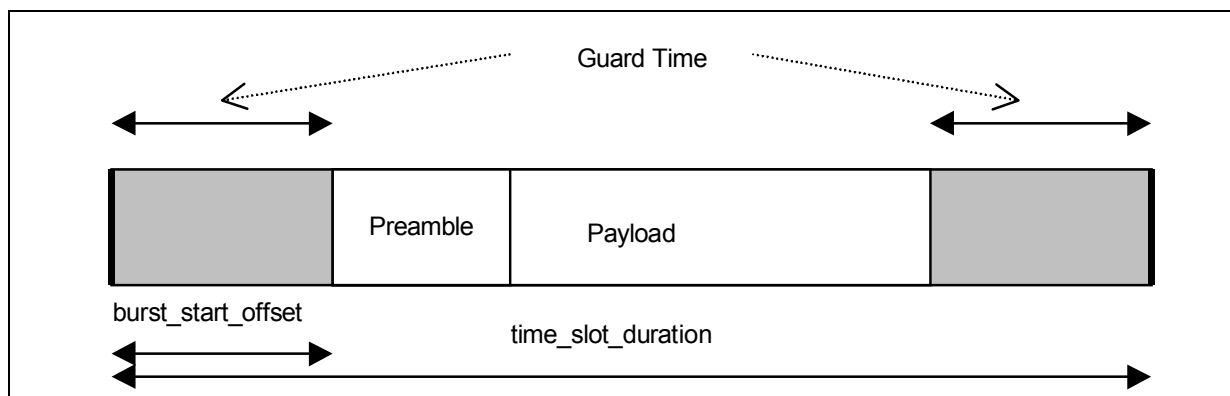 Guard Time
Preamble
Payload
burst_start_offset
time_slot_duration